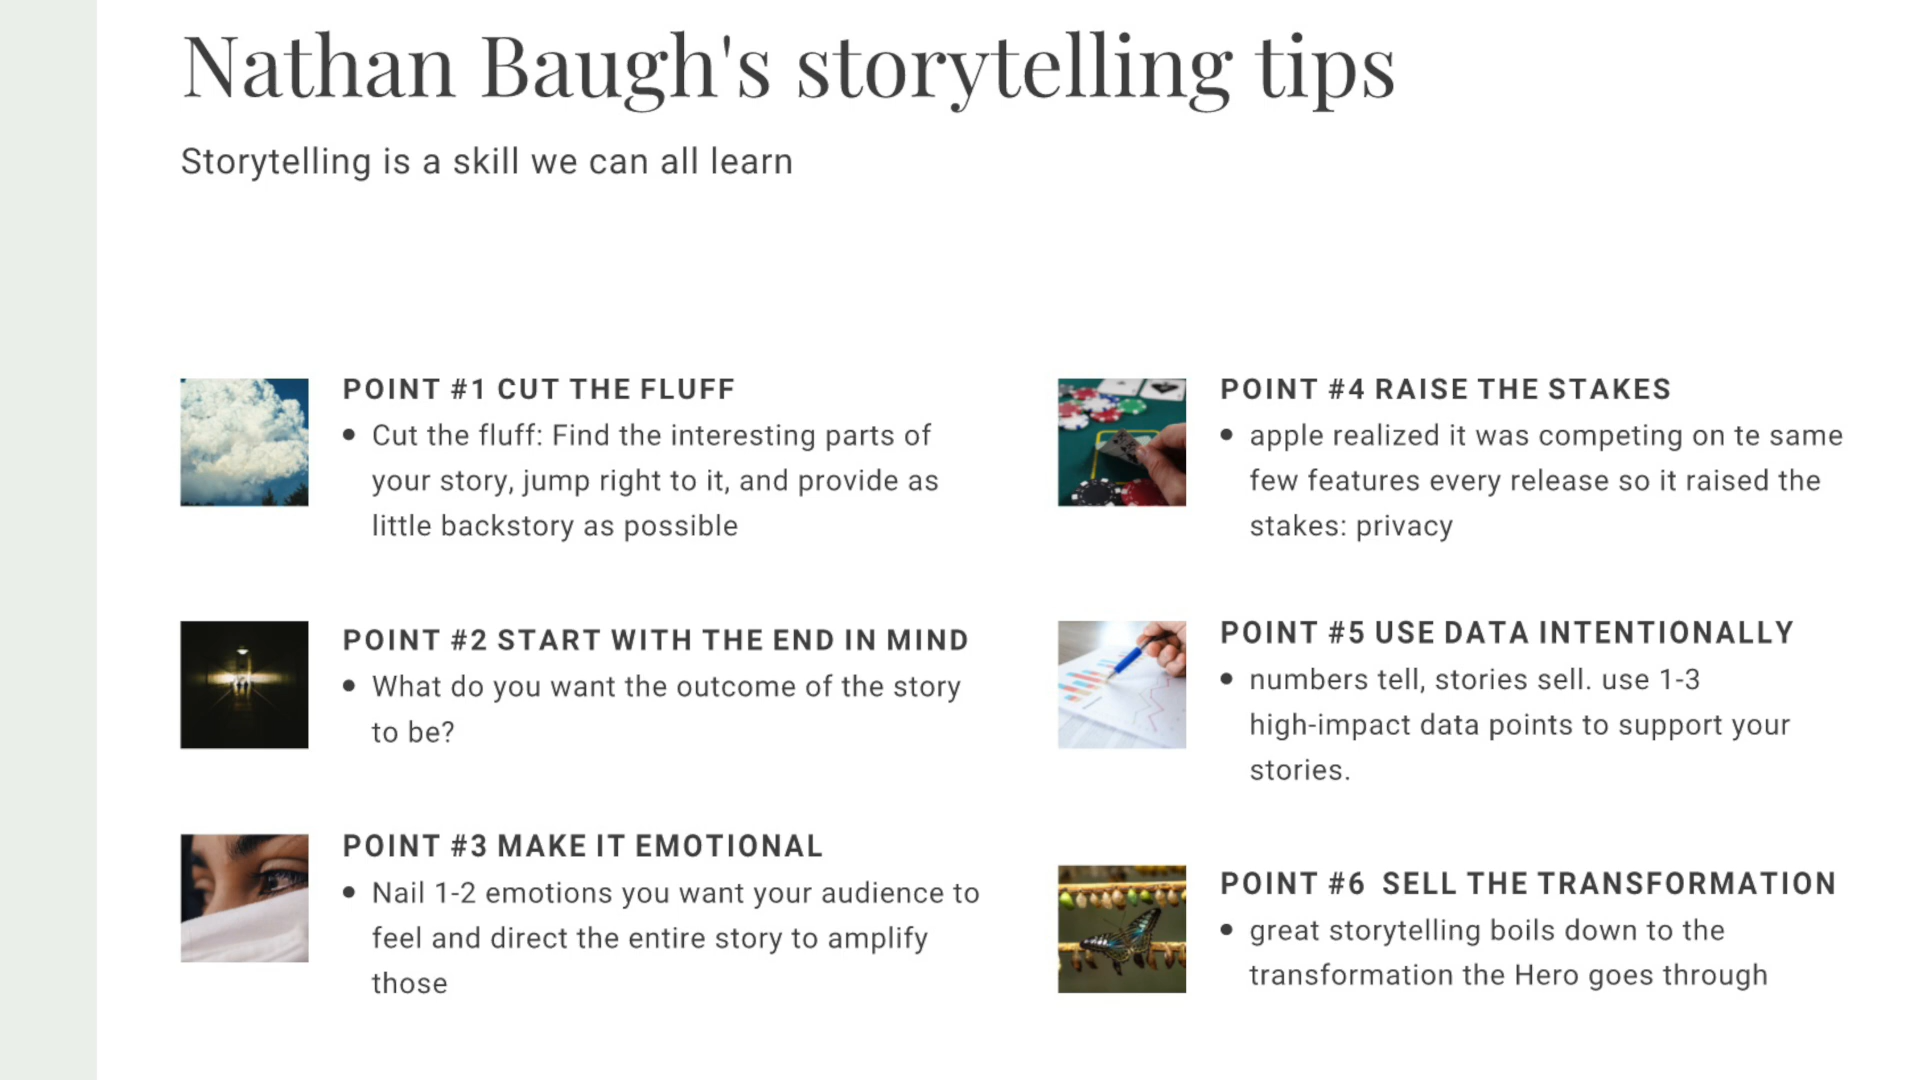 Nathan Baugh's storytelling tips
Storytelling is a skill we can all learn
POINT #1 CUT THE FLUFF
• Cut the fluff: Find the interesting parts of
your story, jump right to it, and provide as
little backstory as possible
POINT #2 START WITH THE END IN MIND
• What do you want the outcome of the story
to be?
POINT #3 MAKE IT EMOTIONAL
• Nail 1-2 emotions you want your audience to
feel and direct the entire story to amplify
those
POINT #4 RAISE THE STAKES
• apple realized it was competing on te same
few features every release so it raised the
stakes: privacy
POINT #5 USE DATA INTENTIONALLY
• numbers tell, stories sell. use 1-3
high-impact data points to support your
stories.
POINT #6  SELL THE TRANSFORMATION
• great storytelling boils down to the
transformation the Hero goes through